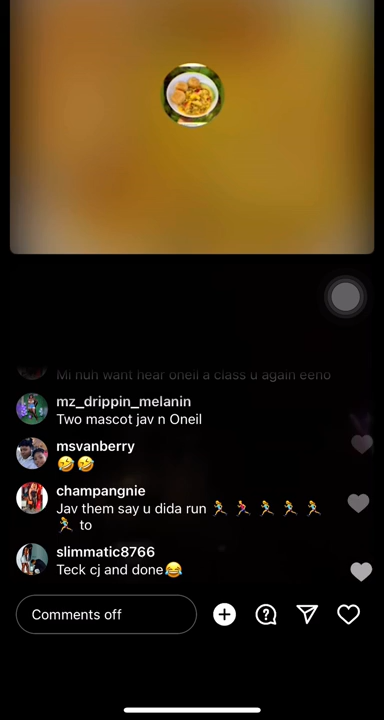 Mi nuh want hear oneil a class u again eeno
mz_drippin_melanin
Two mascot jav n Oneil
msvanberry
🤣🤣
champangnie
Jav them say u dida run 🏃‍♂️🏃‍♀️🏃‍♂️🏃‍♂️🏃‍♂️
🏃‍♂️ to
slimmatic8766
Teck cj and done😂
Comments off